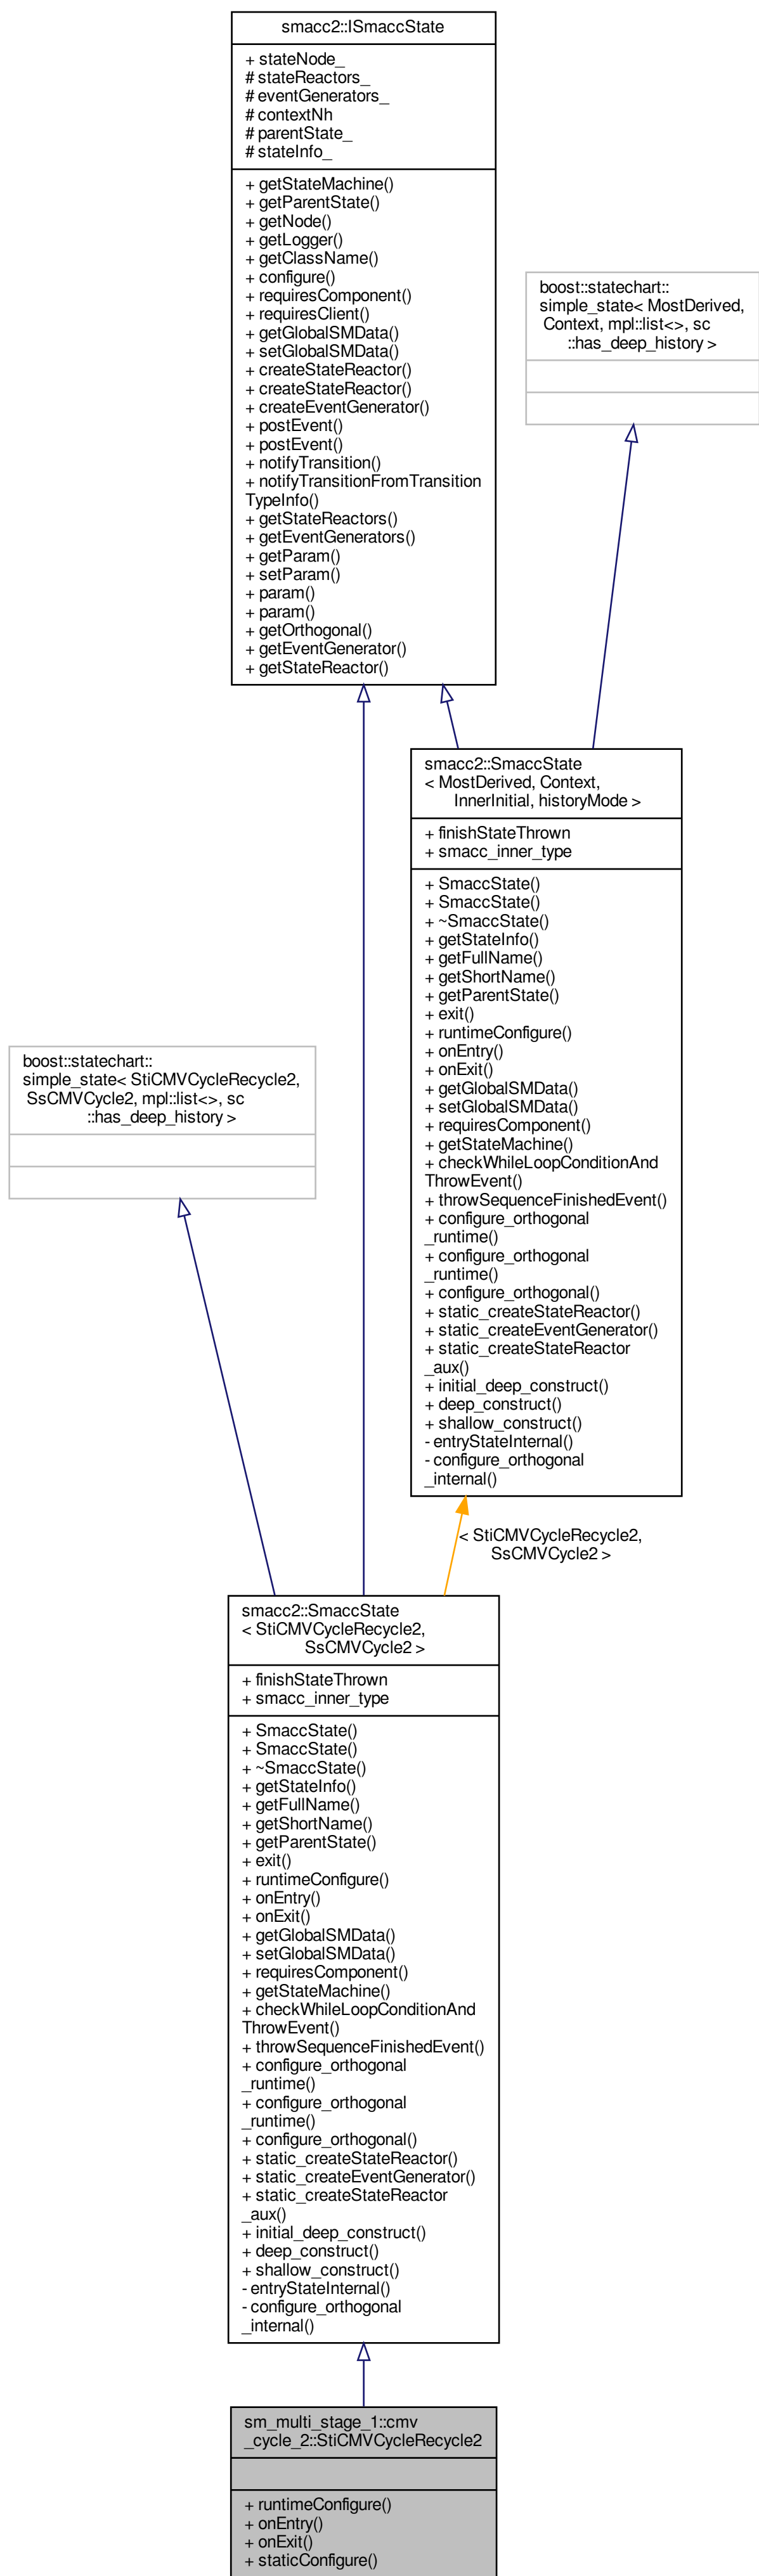 smacc2::ISmaccState
+ stateNode_
# stateReactors_
# eventGenerators_
# contextNh
# parentState_
# stateInfo_
+ getStateMachine()
+ getParentState()
+ getNode()
+ getLogger()
+ getClassName()
+ configure()
+ requiresComponent()
+ requiresClient()
+ getGlobalSMData()
+ setGlobalSMData()
+ createStateReactor()
+ createStateReactor()
+ createEventGenerator()
+ postEvent()
+ postEvent()
+ notifyTransition()
+ notifyTransitionFromTransition
TypeInfo()
+ getStateReactors()
+ getEventGenerators()
+ getParam()
+ setParam()
+ param()
+ param()
+ getOrthogonal()
+ getEventGenerator()
+ getStateReactor()
boost::statechart::
simple_state< MostDerived,
Context, mpl::list<>, sc
::has_deep_history >
smacc2::SmaccState
< MostDerived, Context,
InnerInitial, historyMode >
+ finishStateThrown
+ smacc_inner_type
+ SmaccState()
+ SmaccState()
+ ~SmaccState()
+ getStateInfo()
+ getFullName()
+ getShortName()
+ getParentState()
+ exit()
+ runtimeConfigure()
+ onEntry()
+ onExit()
+ getGlobalSMData()
+ setGlobalSMData()
+ requiresComponent()
+ getStateMachine()
+ checkWhileLoopConditionAnd
ThrowEvent()
+ throwSequenceFinishedEvent()
+ configure_orthogonal
_runtime()
+ configure_orthogonal
_runtime()
+ configure_orthogonal()
+ static_createStateReactor()
+ static_createEventGenerator()
+ static_createStateReactor
_aux()
+ initial_deep_construct()
+ deep_construct()
+ shallow_construct()
- entryStateInternal()
- configure_orthogonal
_internal()
boost::statechart::
simple_state< StiCMVCycleRecycle2,
SsCMVCycle2, mpl::list<>, sc
::has_deep_history >
< StiCMVCycleRecycle2,
SsCMVCycle2 >
smacc2::SmaccState
< StiCMVCycleRecycle2,
SsCMVCycle2 >
+ finishStateThrown
+ smacc_inner_type
+ SmaccState()
+ SmaccState()
+ ~SmaccState()
+ getStateInfo()
+ getFullName()
+ getShortName()
+ getParentState()
+ exit()
+ runtimeConfigure()
+ onEntry()
+ onExit()
+ getGlobalSMData()
+ setGlobalSMData()
+ requiresComponent()
+ getStateMachine()
+ checkWhileLoopConditionAnd
ThrowEvent()
+ throwSequenceFinishedEvent()
+ configure_orthogonal
_runtime()
+ configure_orthogonal
_runtime()
+ configure_orthogonal()
+ static_createStateReactor()
+ static_createEventGenerator()
+ static_createStateReactor
_aux()
+ initial_deep_construct()
+ deep_construct()
+ shallow_construct()
- entryStateInternal()
- configure_orthogonal
_internal()
sm_multi_stage_1::cmv
_cycle_2::StiCMVCycleRecycle2
+ runtimeConfigure()
+ onEntry()
+ onExit()
+ staticConfigure()